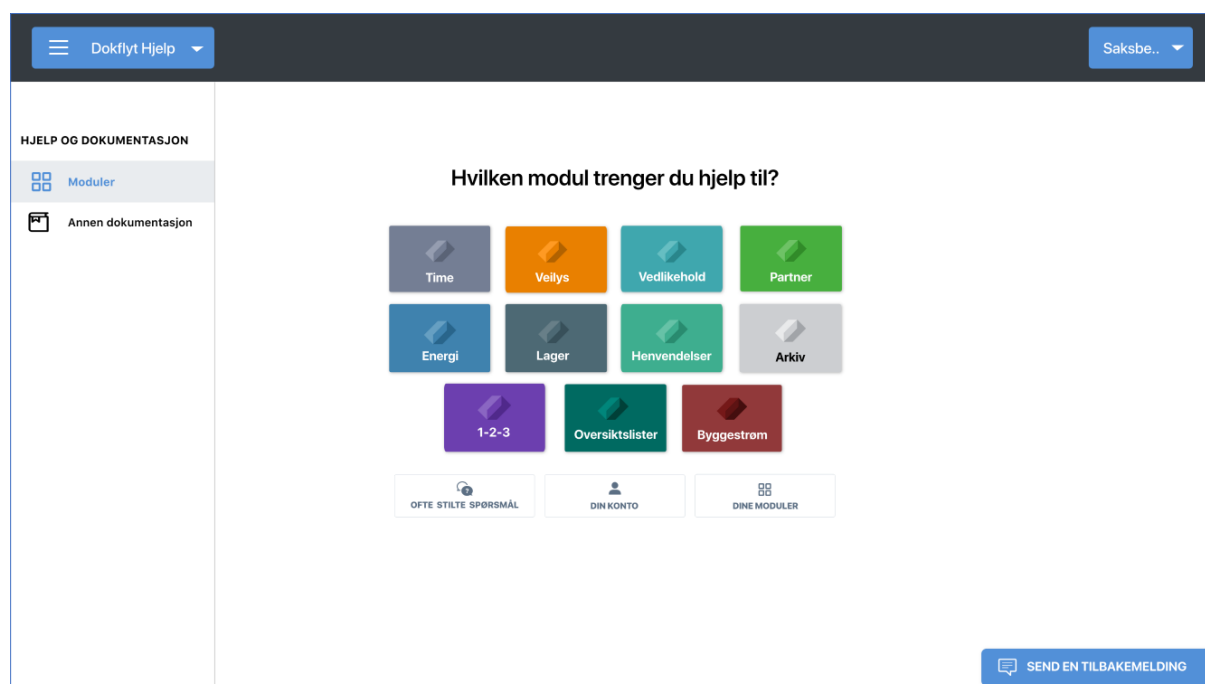 Dokflyt Hjelp
Saksbe..
HJELP OG DOKUMENTASJON
Moduler
Annen dokumentasjon
Hvilken modul trenger du hjelp til?
Time
Veilys
Vedlikehold
Partner
Energi
Lager
Henvendelser
Arkiv
1-2-3
Oversiktslister
Byggestrøm
OFTE STILTE SPØRSMÅL
DIN KONTO
DINE MODULER
SEND EN TILBAKEMELDING